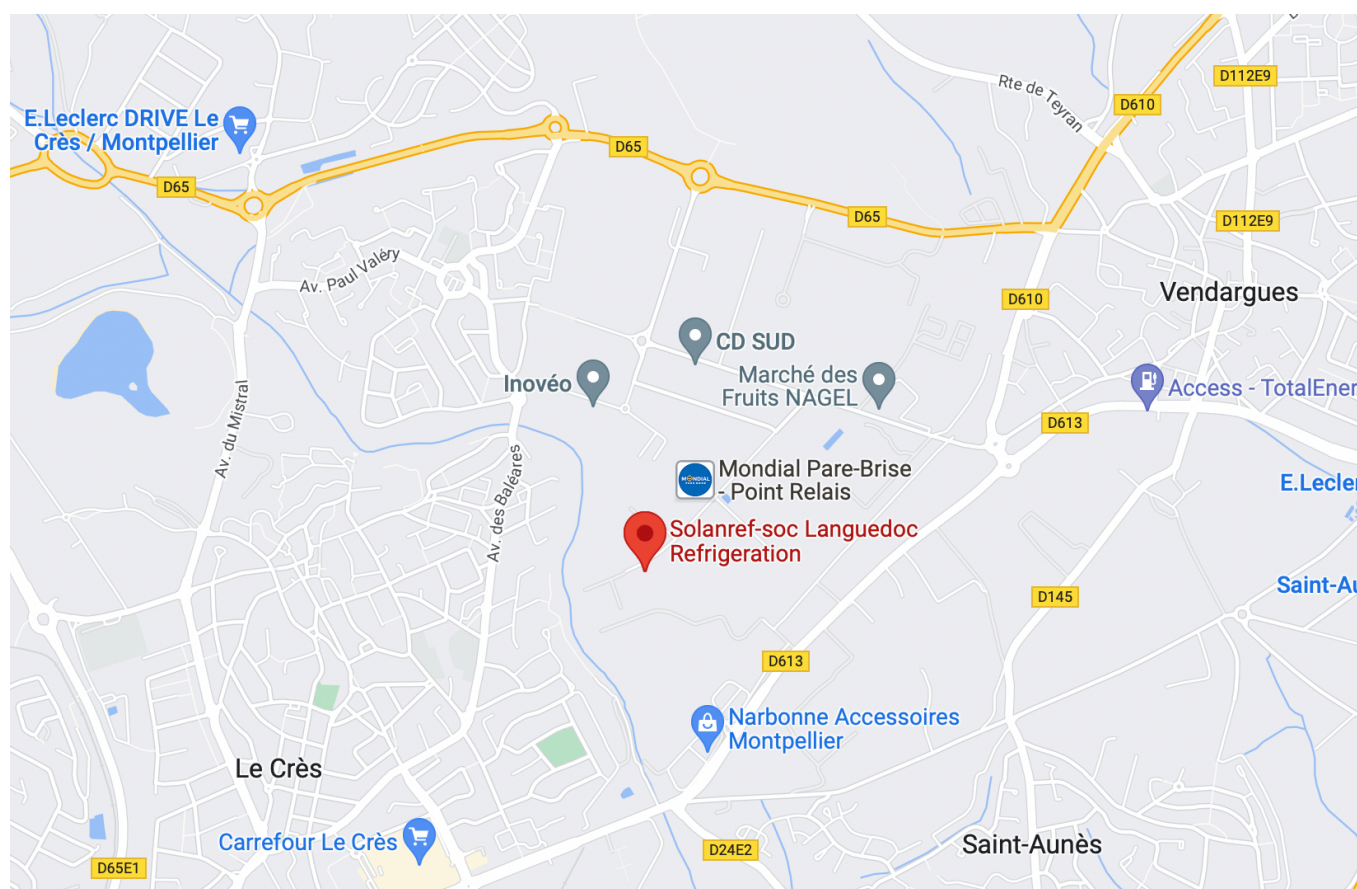 D112E9
Rte de Teyran
D610
E.Leclerc DRIVE Le
Crès / Montpellier
D65
D65
D65
D112E9
Av. Paul Valéry
Vendargues
D610
CD SUD
Inovéo
Marché des
Fruits NAGEL
Access - TotalEner
Av. du Mistral
D613
Av. des Baléares
MONDIAL
Mondial Pare-Brise
- Point Relais
E.Lecler
Solanref-soc Languedoc
Refrigeration
Saint-Au
D145
D613
Narbonne Accessoires
Montpellier
Le Crès
Carrefour Le Crès
Saint-Aunès
D24E2
D65E1